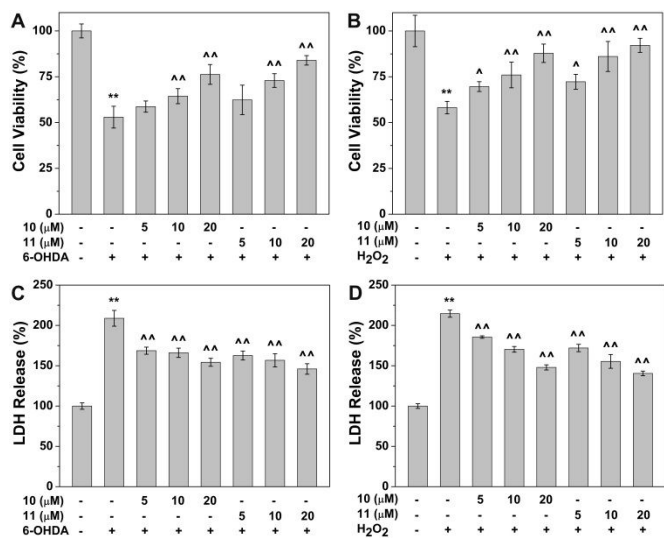 A
Cell Viability (%)
100
75
50
25
0
** ^^ ^^ ^^ ^^
10 (μM) - - 5 10 20 - - -
11 (μM) - - - - - 5 10 20
6-OHDA - + + + + + + +
B
Cell Viability (%)
100
75
50
25
0
** ^ ^^ ^^ ^ ^^ ^^
10 (μM) - - 5 10 20 - - -
11 (μM) - - - - - 5 10 20
H₂O₂ - + + + + + + +
C
LDH Release (%)
250
200
150
100
50
0
** ^^ ^^ ^^ ^^ ^^ ^^
10 (μM) - - 5 10 20 - - -
11 (μM) - - - - - 5 10 20
6-OHDA - + + + + + + +
D
LDH Release (%)
250
200
150
100
50
0
** ^^ ^^ ^^ ^^ ^^ ^^
10 (μM) - - 5 10 20 - - -
11 (μM) - - - - - 5 10 20
H₂O₂ - + + + + + + +